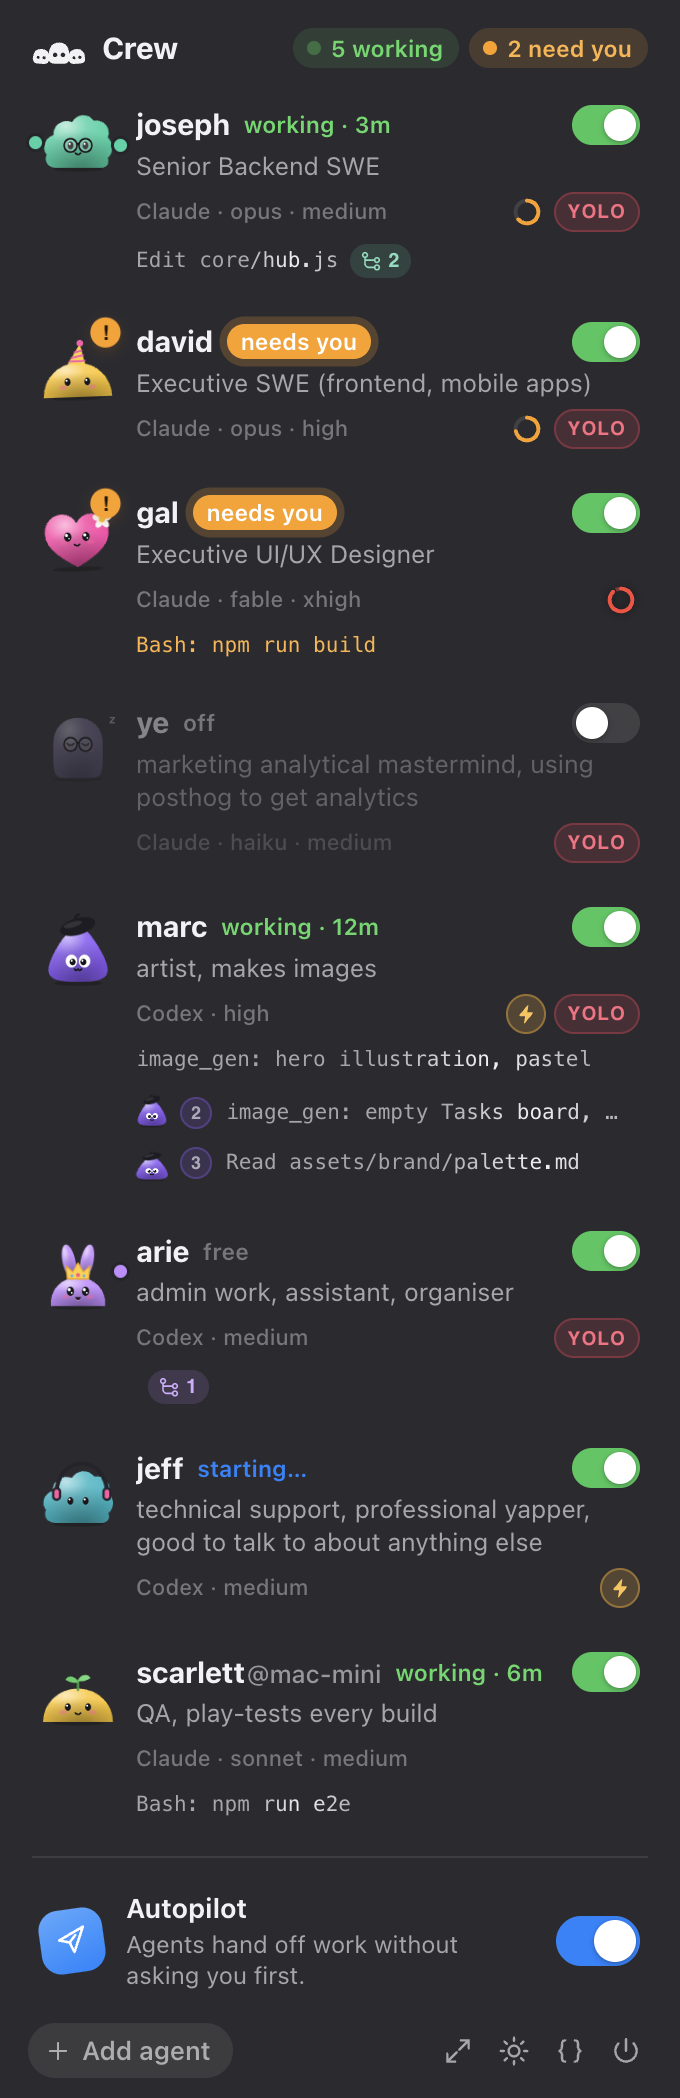 Crew 5 working 2 need you
joseph working · 3m
Senior Backend SWE
Claude · opus · medium YOLO
Edit core/hub.js 2
! david needs you
Executive SWE (frontend, mobile apps)
Claude · opus · high YOLO
! gal needs you
Executive UI/UX Designer
Claude · fable · xhigh
Bash: npm run build
z ye off
marketing analytical mastermind, using
posthog to get analytics
Claude · haiku · medium YOLO
marc working · 12m
artist, makes images
Codex · high YOLO
image_gen: hero illustration, pastel
2 image_gen: empty Tasks board, …
3 Read assets/brand/palette.md
arie free
admin work, assistant, organiser
Codex · medium YOLO
1
jeff starting...
technical support, professional yapper,
good to talk to about anything else
Codex · medium
scarlett@mac-mini working · 6m
QA, play-tests every build
Claude · sonnet · medium
Bash: npm run e2e
Autopilot
Agents hand off work without
asking you first.
+ Add agent {}